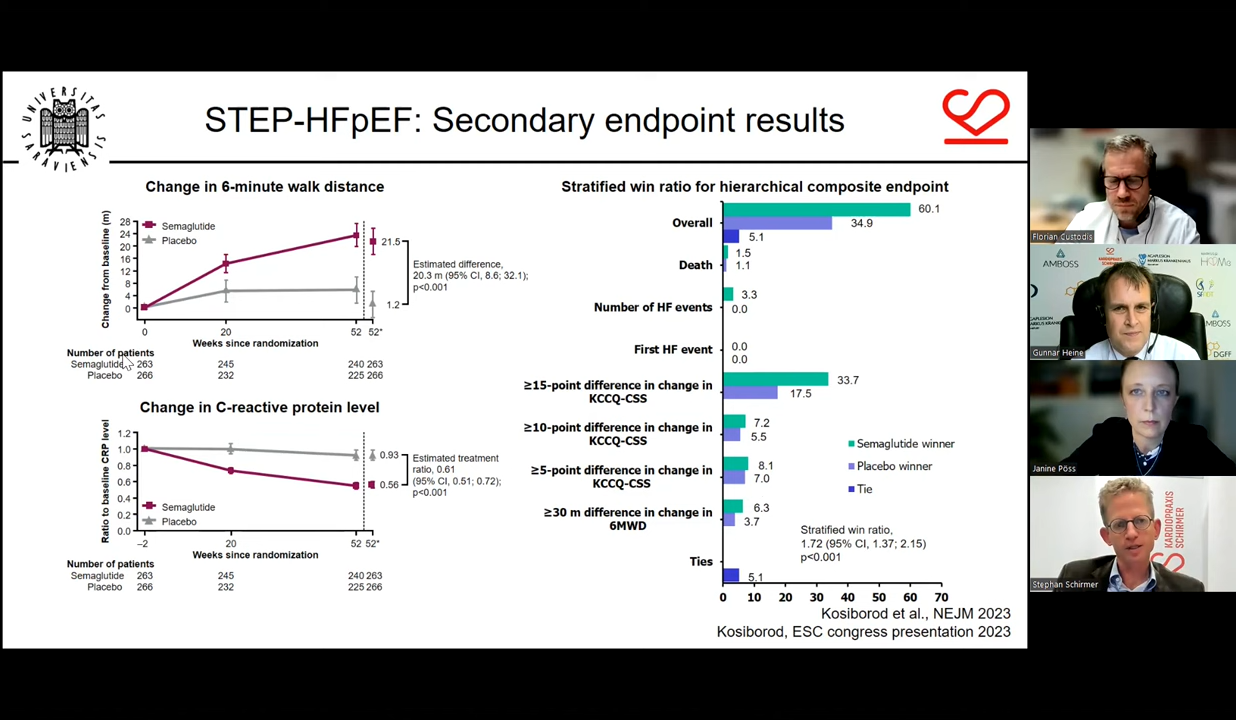 UNIVERSITAS
SARAVIENSIS
STEP-HFpEF: Secondary endpoint results
Change in 6-minute walk distance
Change from baseline (m)
28
24
20
16
12
8
4
0
Semaglutide
Placebo
21.5
1.2
Estimated difference,
20.3 m (95% CI, 8.6; 32.1);
p<0.001
0 20 52 52*
Weeks since randomization
Number of patients
Semaglutide 263 245 240 263
Placebo 266 232 225 266
Change in C-reactive protein level
Ratio to baseline CRP level
1.2
1.0
0.8
0.6
0.4
0.2
0.0
Semaglutide
Placebo
0.93
0.56
Estimated treatment
ratio, 0.61
(95% CI, 0.51; 0.72);
p<0.001
–2 20 52 52*
Weeks since randomization
Number of patients
Semaglutide 263 245 240 263
Placebo 266 232 225 266
Stratified win ratio for hierarchical composite endpoint
Overall
60.1
34.9
5.1
Death
1.5
1.1
Number of HF events
3.3
0.0
First HF event
0.0
0.0
≥15-point difference in change in
KCCQ-CSS
33.7
17.5
≥10-point difference in change in
KCCQ-CSS
7.2
5.5
≥5-point difference in change in
KCCQ-CSS
8.1
7.0
≥30 m difference in change in
6MWD
6.3
3.7
Ties
5.1
Semaglutide winner
Placebo winner
Tie
Stratified win ratio,
1.72 (95% CI, 1.37; 2.15)
p<0.001
0 10 20 30 40 50 60 70
Kosiborod et al., NEJM 2023
Kosiborod, ESC congress presentation 2023
Florian Custodis
AMBOSS
AGAPLESION
MARKUS KRANKENHAUS
AMBOSS
DGFF
Gunnar Heine
Janine Pöss
KARDIOPRAXIS
SCHIRMER
Stephan Schirmer